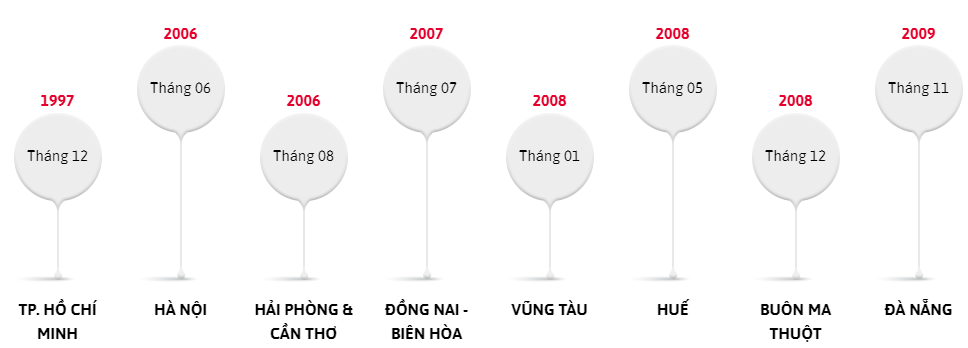 1997
Tháng 12
TP. HỒ CHÍ
MINH
2006
Tháng 06
HÀ NỘI
2006
Tháng 08
HẢI PHÒNG &
CẦN THƠ
2007
Tháng 07
ĐỒNG NAI -
BIÊN HÒA
2008
Tháng 01
VŨNG TÀU
2008
Tháng 05
HUẾ
2008
Tháng 12
BUÔN MA
THUỘT
2009
Tháng 11
ĐÀ NẴNG